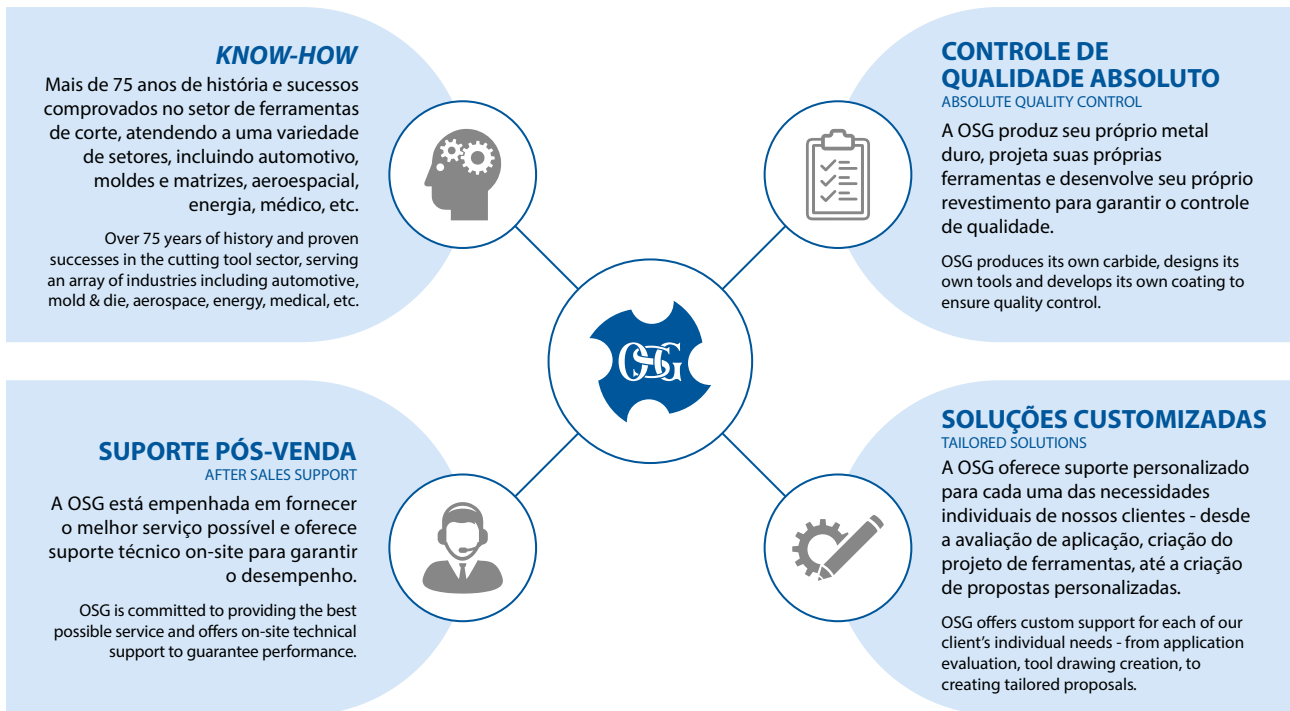 KNOW-HOW
Mais de 75 anos de história e sucessos
comprovados no setor de ferramentas
de corte, atendendo a uma variedade
de setores, incluindo automotivo,
moldes e matrizes, aeroespacial,
energia, médico, etc.
Over 75 years of history and proven
successes in the cutting tool sector, serving
an array of industries including automotive,
mold & die, aerospace, energy, medical, etc.
CONTROLE DE
QUALIDADE ABSOLUTO
ABSOLUTE QUALITY CONTROL
A OSG produz seu próprio metal
duro, projeta suas próprias
ferramentas e desenvolve seu próprio
revestimento para garantir o controle
de qualidade.
OSG produces its own carbide, designs its
own tools and develops its own coating to
ensure quality control.
OSG
SUPORTE PÓS-VENDA
AFTER SALES SUPPORT
A OSG está empenhada em fornecer
o melhor serviço possível e oferece
suporte técnico on-site para garantir
o desempenho.
OSG is committed to providing the best
possible service and offers on-site technical
support to guarantee performance.
SOLUÇÕES CUSTOMIZADAS
TAILORED SOLUTIONS
A OSG oferece suporte personalizado
para cada uma das necessidades
individuais de nossos clientes - desde
a avaliação de aplicação, criação do
projeto de ferramentas, até a criação
de propostas personalizadas.
OSG offers custom support for each of our
client's individual needs - from application
evaluation, tool drawing creation, to
creating tailored proposals.